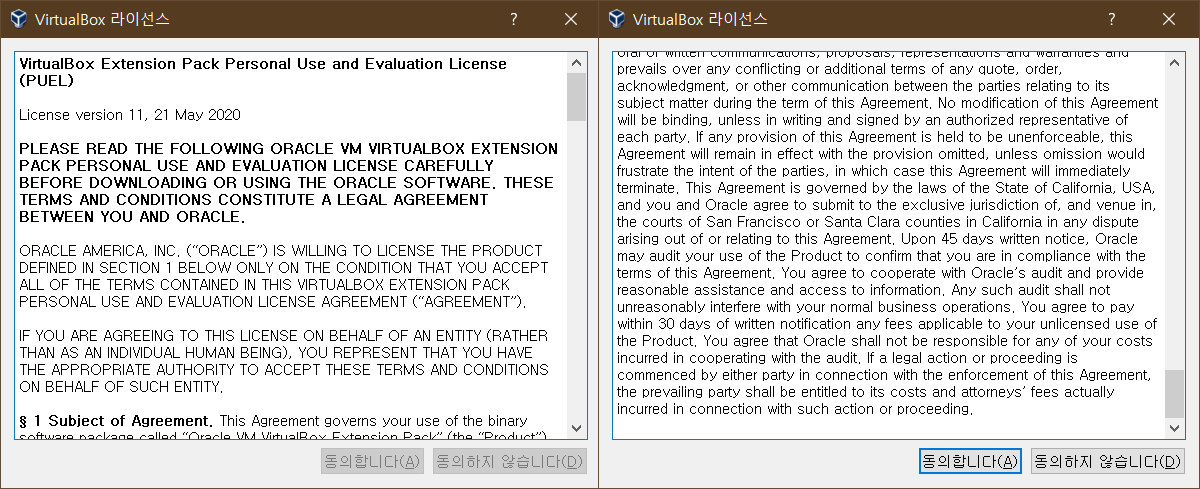 VirtualBox 라이선스
VirtualBox Extension Pack Personal Use and Evaluation License
(PUEL)
License version 11, 21 May 2020
PLEASE READ THE FOLLOWING ORACLE VM VIRTUALBOX EXTENSION
PACK PERSONAL USE AND EVALUATION LICENSE CAREFULLY
BEFORE DOWNLOADING OR USING THE ORACLE SOFTWARE. THESE
TERMS AND CONDITIONS CONSTITUTE A LEGAL AGREEMENT
BETWEEN YOU AND ORACLE.
ORACLE AMERICA, INC. (“ORACLE”) IS WILLING TO LICENSE THE PRODUCT
DEFINED IN SECTION 1 BELOW ONLY ON THE CONDITION THAT YOU ACCEPT
ALL OF THE TERMS CONTAINED IN THIS VIRTUALBOX EXTENSION PACK
PERSONAL USE AND EVALUATION LICENSE AGREEMENT (“AGREEMENT”).
IF YOU ARE AGREEING TO THIS LICENSE ON BEHALF OF AN ENTITY (RATHER
THAN AS AN INDIVIDUAL HUMAN BEING), YOU REPRESENT THAT YOU HAVE
THE APPROPRIATE AUTHORITY TO ACCEPT THESE TERMS AND CONDITIONS
ON BEHALF OF SUCH ENTITY.
§ 1 Subject of Agreement. This Agreement governs your use of the binary
software package called “Oracle VM VirtualBox Extension Pack” (the “Product”)
동의합니다(A)
동의하지 않습니다(D)
VirtualBox 라이선스
oral or written communications, proposals, representations and warranties and
prevails over any conflicting or additional terms of any quote, order,
acknowledgment, or other communication between the parties relating to its
subject matter during the term of this Agreement. No modification of this Agreement
will be binding, unless in writing and signed by an authorized representative of
each party. If any provision of this Agreement is held to be unenforceable, this
Agreement will remain in effect with the provision omitted, unless omission would
frustrate the intent of the parties, in which case this Agreement will immediately
terminate. This Agreement is governed by the laws of the State of California, USA,
and you and Oracle agree to submit to the exclusive jurisdiction of, and venue in,
the courts of San Francisco or Santa Clara counties in California in any dispute
arising out of or relating to this Agreement. Upon 45 days written notice, Oracle
may audit your use of the Product to confirm that you are in compliance with the
terms of this Agreement. You agree to cooperate with Oracle’s audit and provide
reasonable assistance and access to information. Any such audit shall not
unreasonably interfere with your normal business operations. You agree to pay
within 30 days of written notification any fees applicable to your unlicensed use of
the Product. You agree that Oracle shall not be responsible for any of your costs
incurred in cooperating with the audit. If a legal action or proceeding is
commenced by either party in connection with the enforcement of this Agreement,
the prevailing party shall be entitled to its costs and attorneys’ fees actually
incurred in connection with such action or proceeding.
동의합니다(A)
동의하지 않습니다(D)